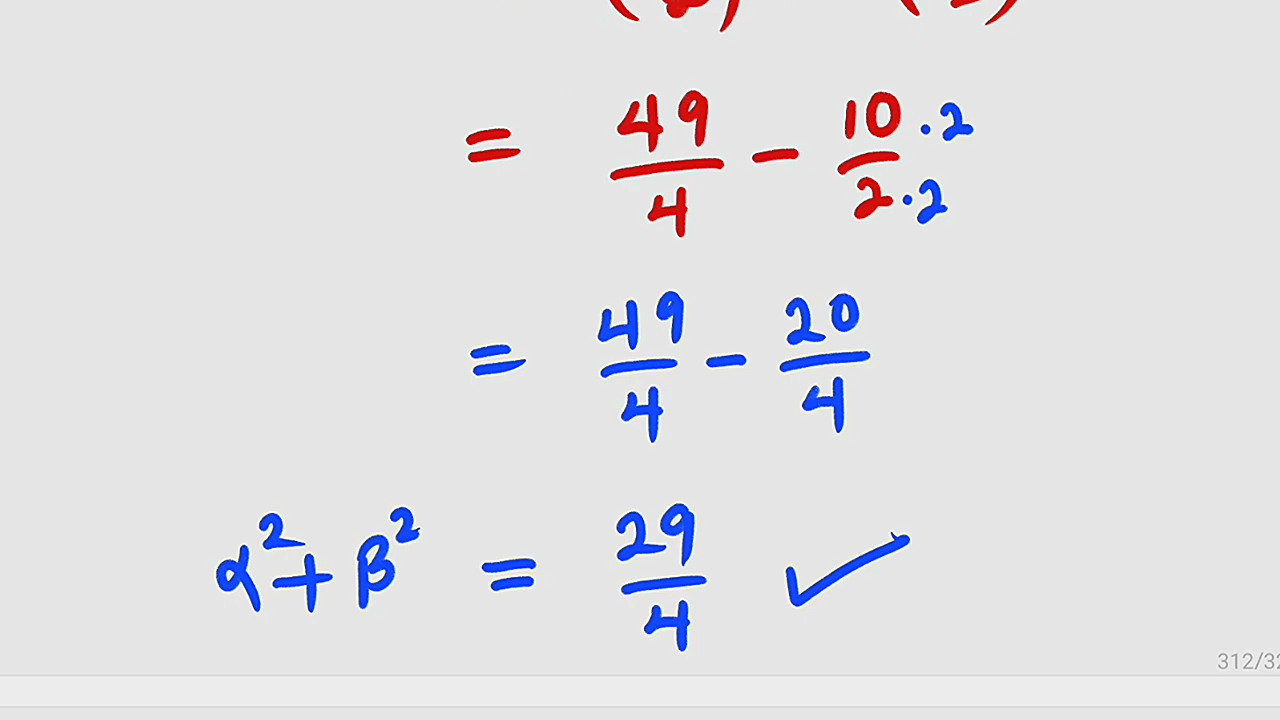 = 49/4 - 10·2/2·2
= 49/4 - 20/4
α² + β² = 29/4 ✓
312/32